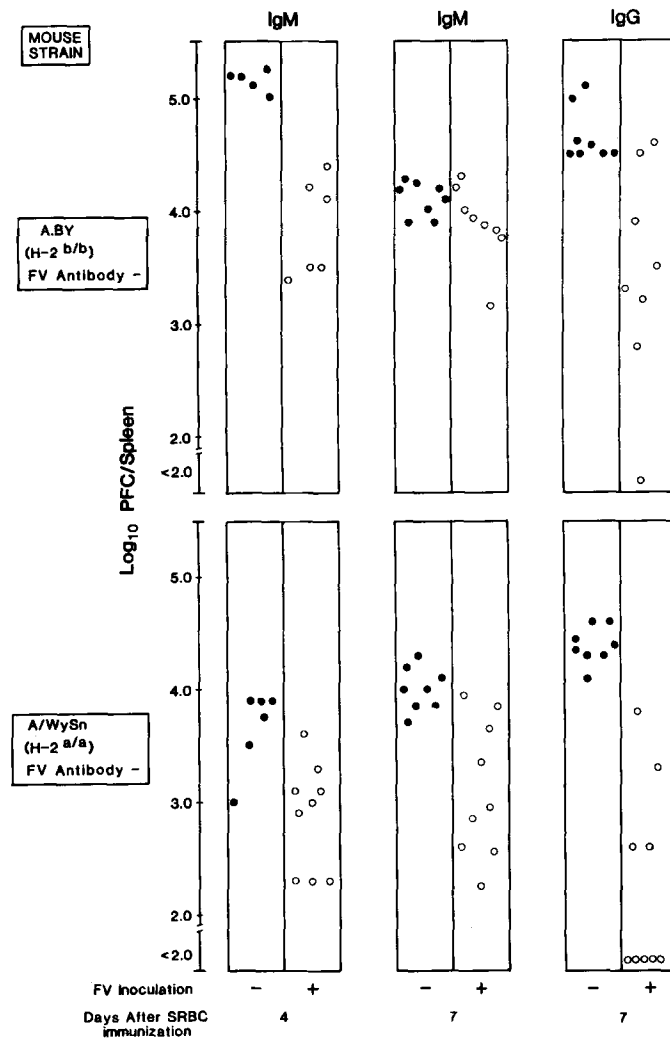 IgM IgM IgG
MOUSE
STRAIN
5.0
4.0
3.0
2.0
<2.0
A.BY
(H-2 b/b)
FV Antibody -
Log10 PFC/Spleen
5.0
4.0
3.0
2.0
<2.0
A/WySn
(H-2 a/a)
FV Antibody -
FV Inoculation - + - + - +
Days After SRBC 4 7 7
immunization